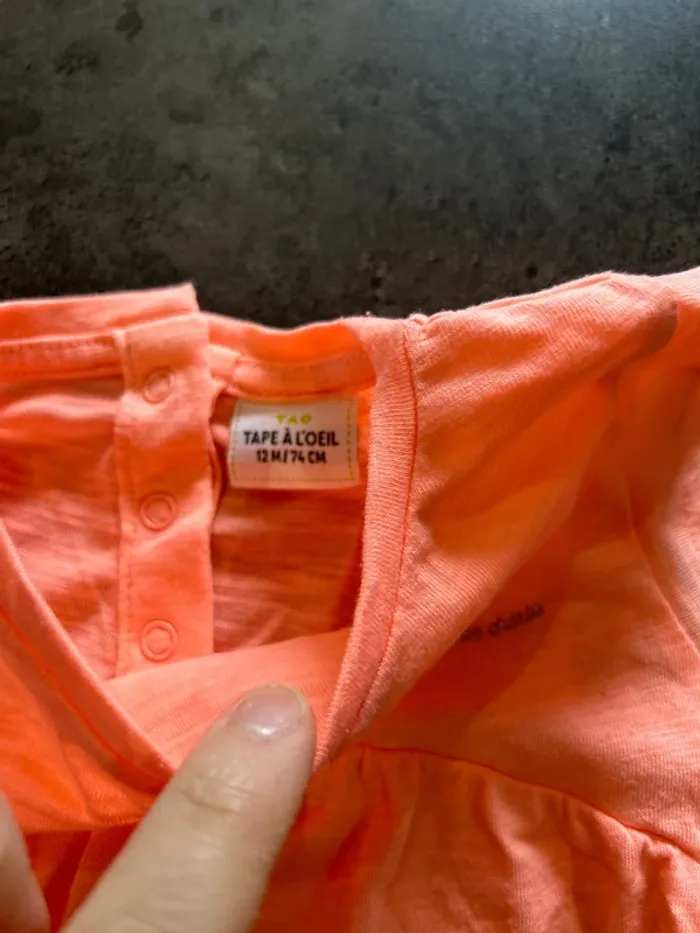 TAO
TAPE À L'OEIL
12 M/74 CM